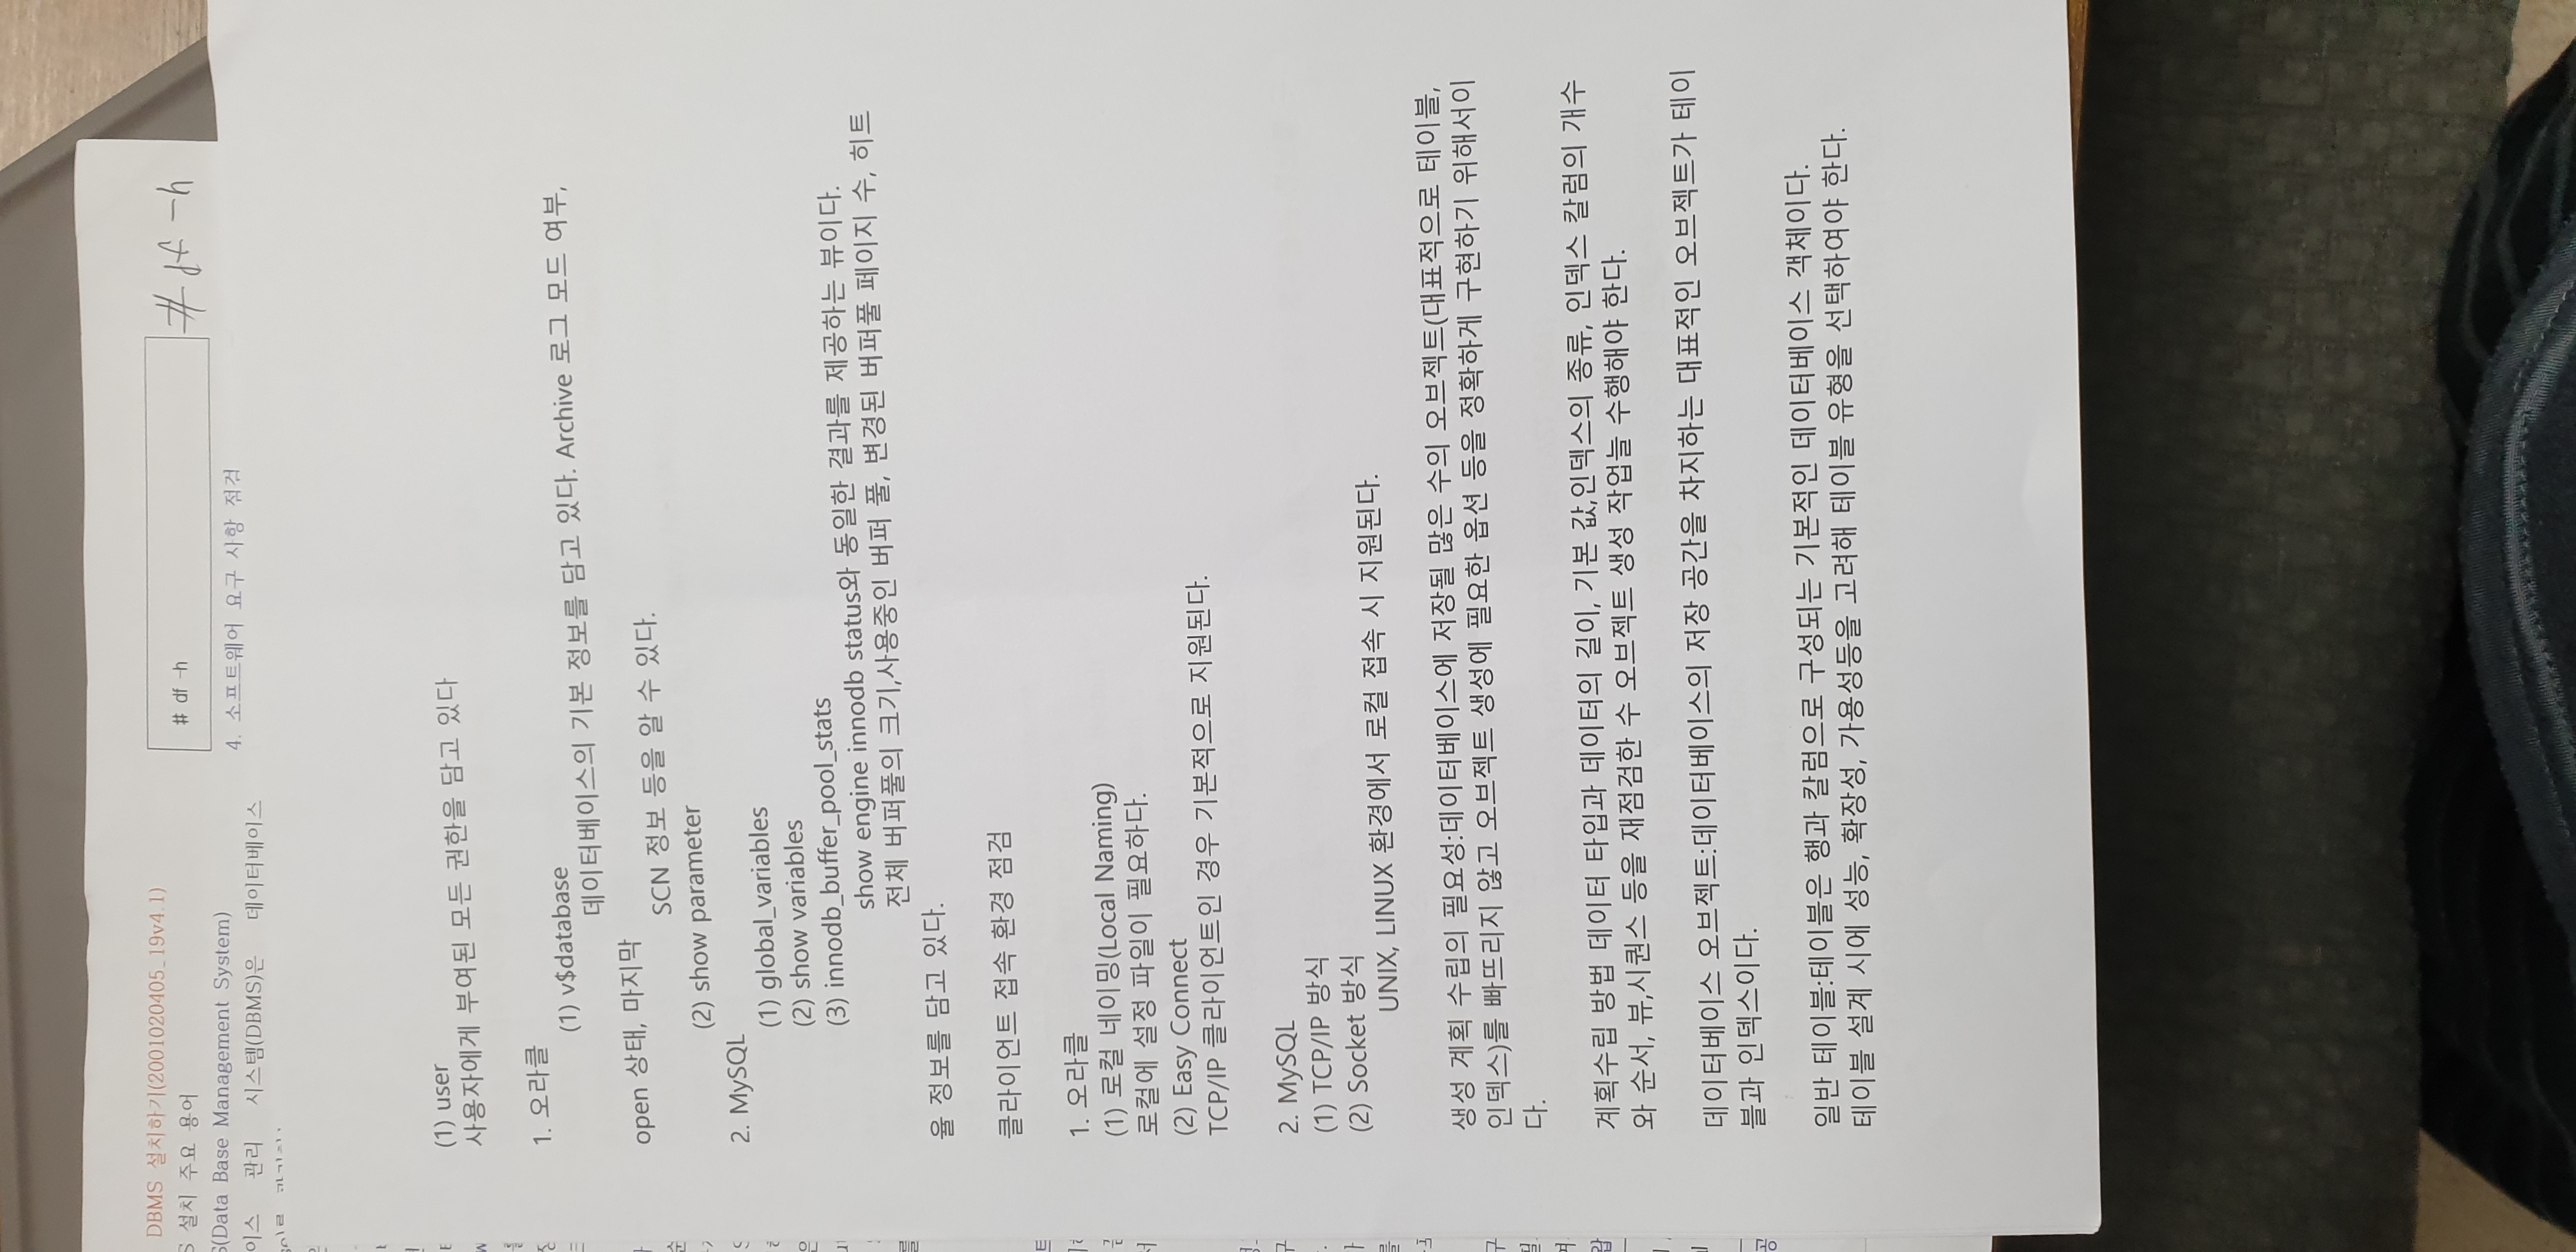 DBMS 설치하기(2001020405_19v4.1)
설치 주요 용어
(Data Base Management System)
관리 시스템(DBMS)은 데이터베이스
# df -h
# df -h
4. 소프트웨어 요구 사항 점검
(1) user
사용자에게 부여된 모든 권한을 담고 있다
1. 오라클
(1) v$database
데이터베이스의 기본 정보를 담고 있다. Archive 로그 모드 여부,
open 상태, 마지막
SCN 정보 등을 알 수 있다.
(2) show parameter
2. MySQL
(1) global_variables
(2) show variables
(3) innodb_buffer_pool_stats
show engine innodb status와 동일한 결과를 제공하는 뷰이다.
전체 버퍼풀의 크기,사용중인 버퍼 풀, 변경된 버퍼풀 페이지 수, 히트
율 정보를 담고 있다.
클라이언트 접속 환경 점검
1. 오라클
(1) 로컬 네이밍(Local Naming)
로컬에 설정 파일이 필요하다.
(2) Easy Connect
TCP/IP 클라이언트인 경우 기본적으로 지원된다.
2. MySQL
(1) TCP/IP 방식
(2) Socket 방식
UNIX, LINUX 환경에서 로컬 접속 시 지원된다.
생성 계획 수립의 필요성:데이터베이스에 저장될 많은 수의 오브젝트(대표적으로 테이블,
인덱스)를 빠뜨리지 않고 오브젝트 생성에 필요한 옵션 등을 정확하게 구현하기 위해서이
다.
계획수립 방법 데이터 타입과 데이터의 길이, 기본 값,인덱스의 종류, 인덱스 칼럼의 개수
와 순서, 뷰,시퀀스 등을 재점검한 수 오브젝트 생성 작업늘 수행해야 한다.
데이터베이스 오브젝트:데이터베이스의 저장 공간을 차지하는 대표적인 오브젝트가 테이
블과 인덱스이다.
일반 테이블:테이블은 행과 칼럼으로 구성되는 기본적인 데이터베이스 객체이다.
테이블 설계 시에 성능, 확장성, 가용성등을 고려해 테이블 유형을 선택하여야 한다.